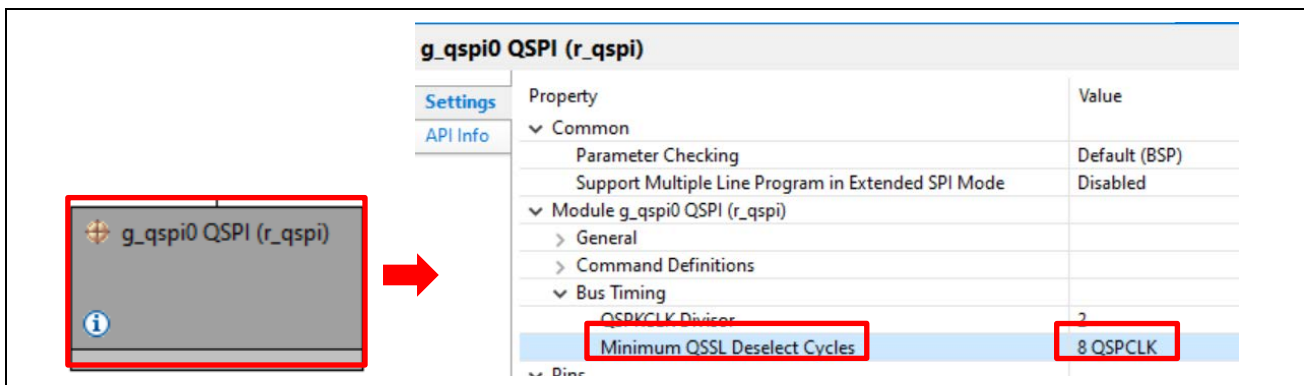 g_qspi0 QSPI (r_qspi)
Settings
API Info
Property Value
Common
Parameter Checking Default (BSP)
Support Multiple Line Program in Extended SPI Mode Disabled
Module g_qspi0 QSPI (r_qspi)
General
Command Definitions
Bus Timing
QSPKCLK Divisor 2
Minimum QSSL Deselect Cycles 8 QSPCLK
Pins
g_qspi0 QSPI (r_qspi)